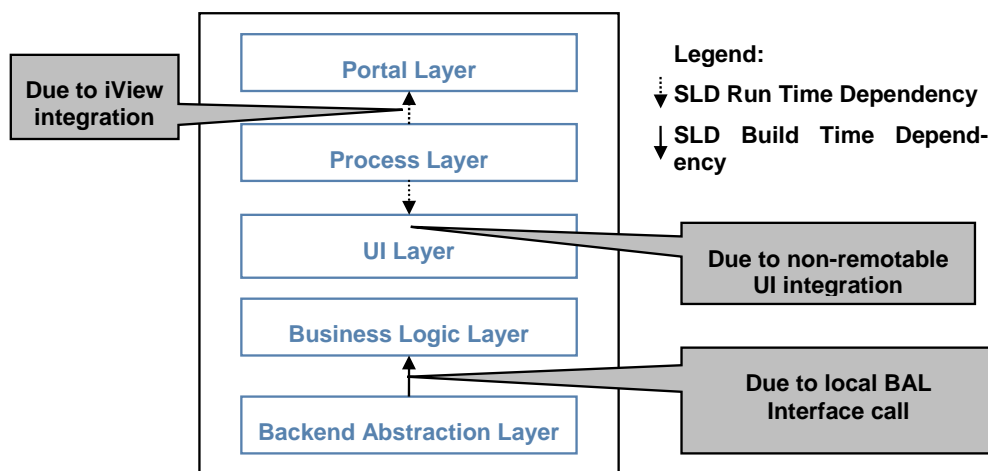 Portal Layer
Due to iView
integration
Process Layer
UI Layer
Business Logic Layer
Backend Abstraction Layer
Legend:
SLD Run Time Dependency
SLD Build Time Depend-
ency
Due to non-remotable
UI integration
Due to local BAL
Interface call